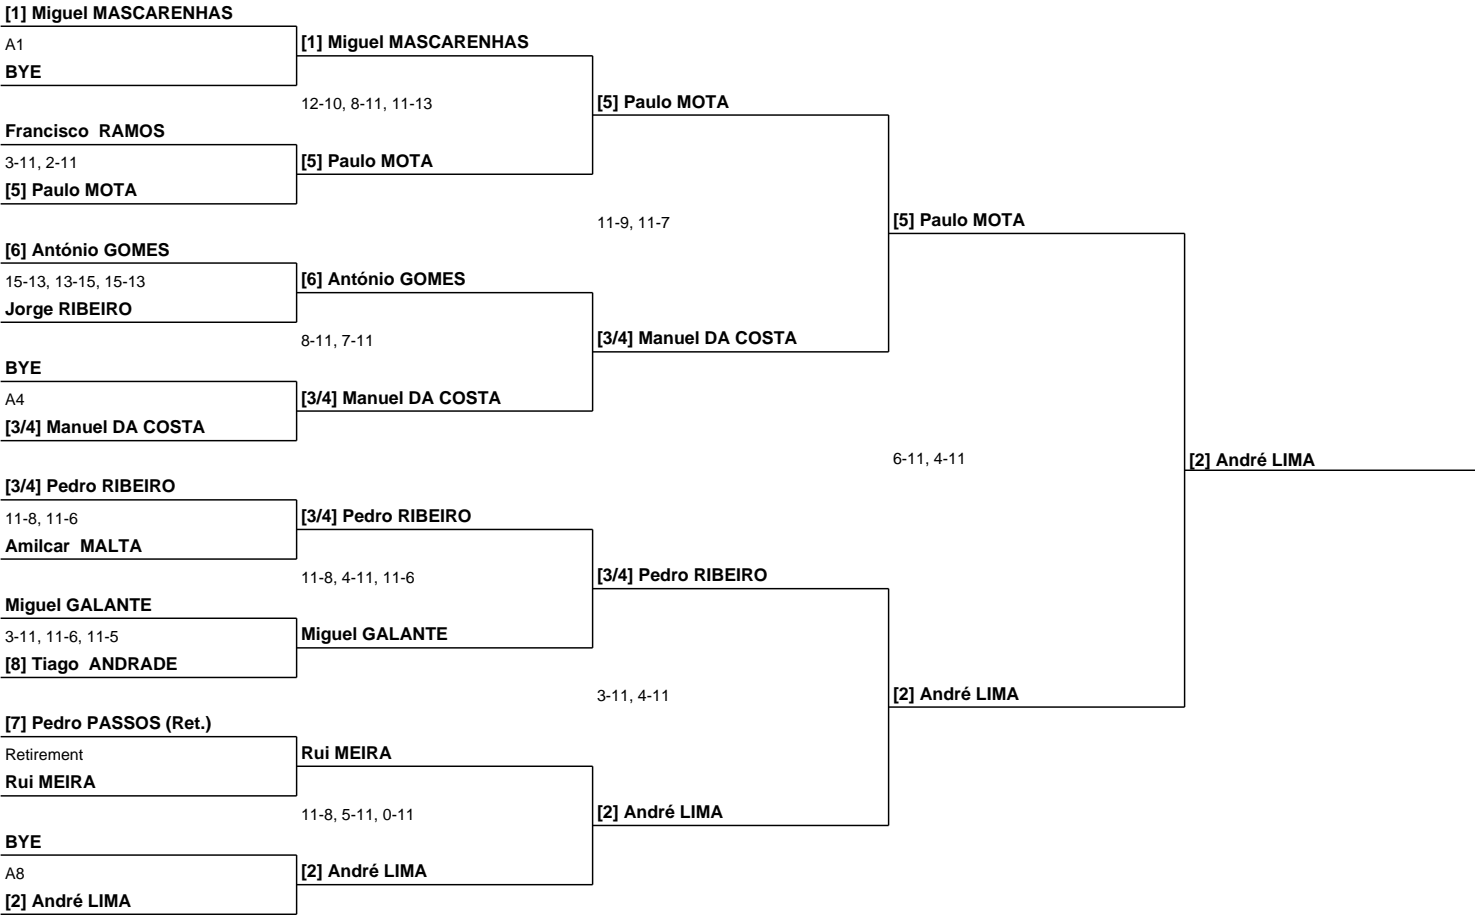 [1] Miguel MASCARENHAS
A1
BYE
Francisco  RAMOS
3-11, 2-11
[5] Paulo MOTA
[6] António GOMES
15-13, 13-15, 15-13
Jorge RIBEIRO
BYE
A4
[3/4] Manuel DA COSTA
[3/4] Pedro RIBEIRO
11-8, 11-6
Amilcar  MALTA
Miguel GALANTE
3-11, 11-6, 11-5
[8] Tiago  ANDRADE
[7] Pedro PASSOS (Ret.)
Retirement
Rui MEIRA
BYE
A8
[2] André LIMA
[1] Miguel MASCARENHAS
12-10, 8-11, 11-13
[5] Paulo MOTA
[6] António GOMES
8-11, 7-11
[3/4] Manuel DA COSTA
[3/4] Pedro RIBEIRO
11-8, 4-11, 11-6
Miguel GALANTE
Rui MEIRA
11-8, 5-11, 0-11
[2] André LIMA
[5] Paulo MOTA
11-9, 11-7
[3/4] Manuel DA COSTA
[3/4] Pedro RIBEIRO
3-11, 4-11
[2] André LIMA
[5] Paulo MOTA
6-11, 4-11
[2] André LIMA
[2] André LIMA